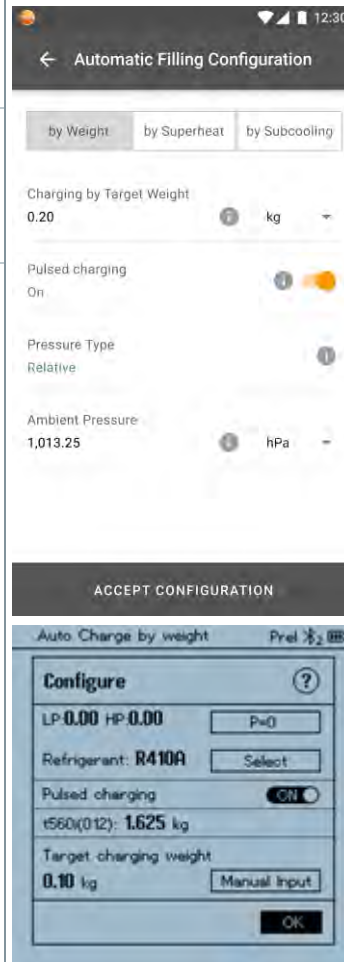 12:30
Automatic Filling Configuration
by Weight by Superheat by Subcooling
Charging by Target Weight
0.20 kg
Pulsed charging
On
Pressure Type
Relative
Ambient Pressure
1,013.25 hPa
ACCEPT CONFIGURATION
Auto Charge by weight Prel 2
Configure ?
LP:0.00 HP:0.00 P=0
Refrigerant: R410A Select
Pulsed charging ON
t560i(012): 1.625 kg
Target charging weight
0.10 kg Manual Input
OK